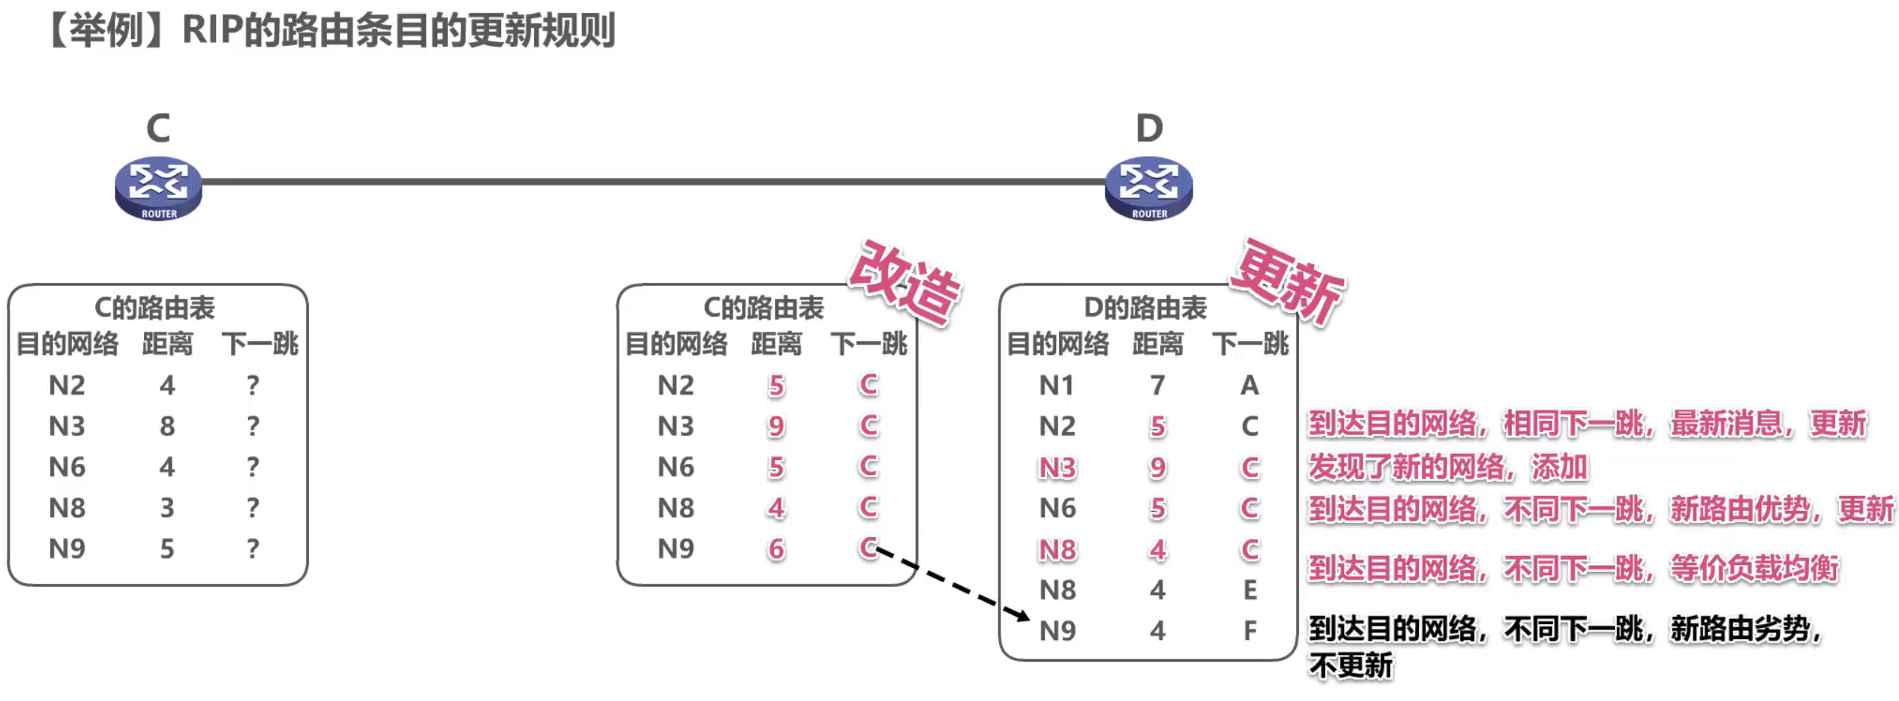 【举例】RIP的路由条目的更新规则
C
D
ROUTER
ROUTER
改造
更新
C的路由表
目的网络 距离 下一跳
N2 4 ?
N3 8 ?
N6 4 ?
N8 3 ?
N9 5 ?
C的路由表
目的网络 距离 下一跳
N2 5 C
N3 9 C
N6 5 C
N8 4 C
N9 6 C
D的路由表
目的网络 距离 下一跳
N1 7 A
N2 5 C
N3 9 C
N6 5 C
N8 4 C
N8 4 E
N9 4 F
到达目的网络，相同下一跳，最新消息，更新
发现了新的网络，添加
到达目的网络，不同下一跳，新路由优势，更新
到达目的网络，不同下一跳，等价负载均衡
到达目的网络，不同下一跳，新路由劣势，
不更新